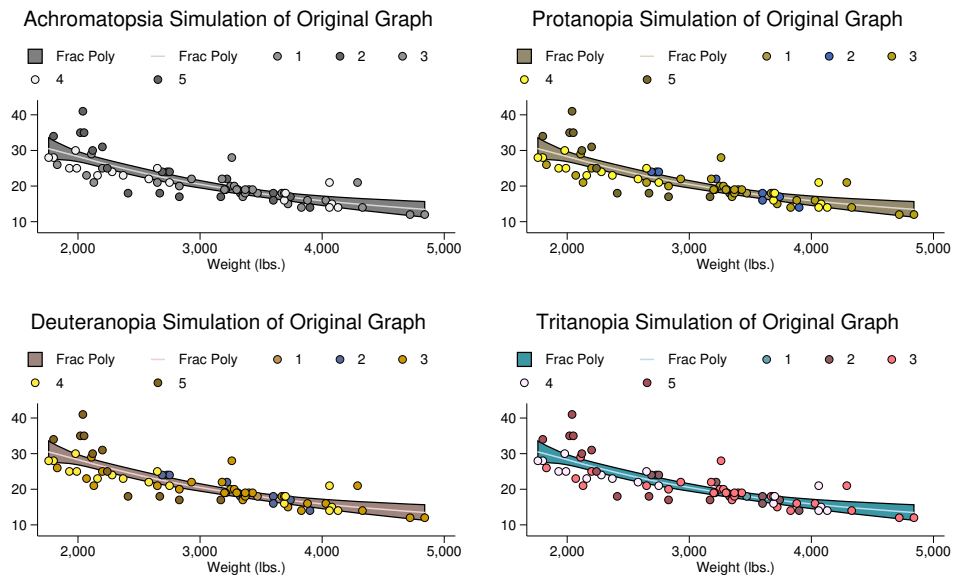 Achromatopsia Simulation of Original Graph
Frac Poly Frac Poly 1 2 3
4 5
40
30
20
10
2,000 3,000 4,000 5,000
Weight (lbs.)
Protanopia Simulation of Original Graph
Frac Poly Frac Poly 1 2 3
4 5
40
30
20
10
2,000 3,000 4,000 5,000
Weight (lbs.)
Deuteranopia Simulation of Original Graph
Frac Poly Frac Poly 1 2 3
4 5
40
30
20
10
2,000 3,000 4,000 5,000
Weight (lbs.)
Tritanopia Simulation of Original Graph
Frac Poly Frac Poly 1 2 3
4 5
40
30
20
10
2,000 3,000 4,000 5,000
Weight (lbs.)